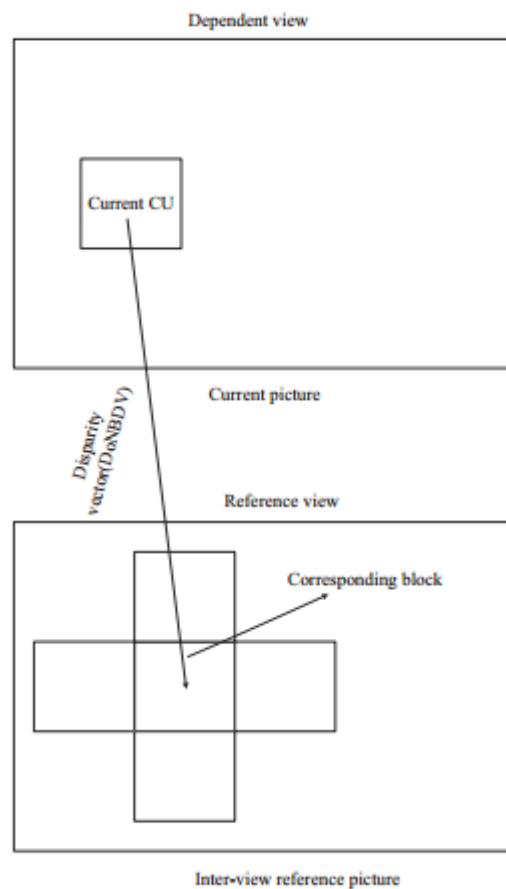 Dependent view
Current CU
Current picture
Disparity
vector(DoNBDV)
Reference view
Corresponding block
Inter-view reference picture